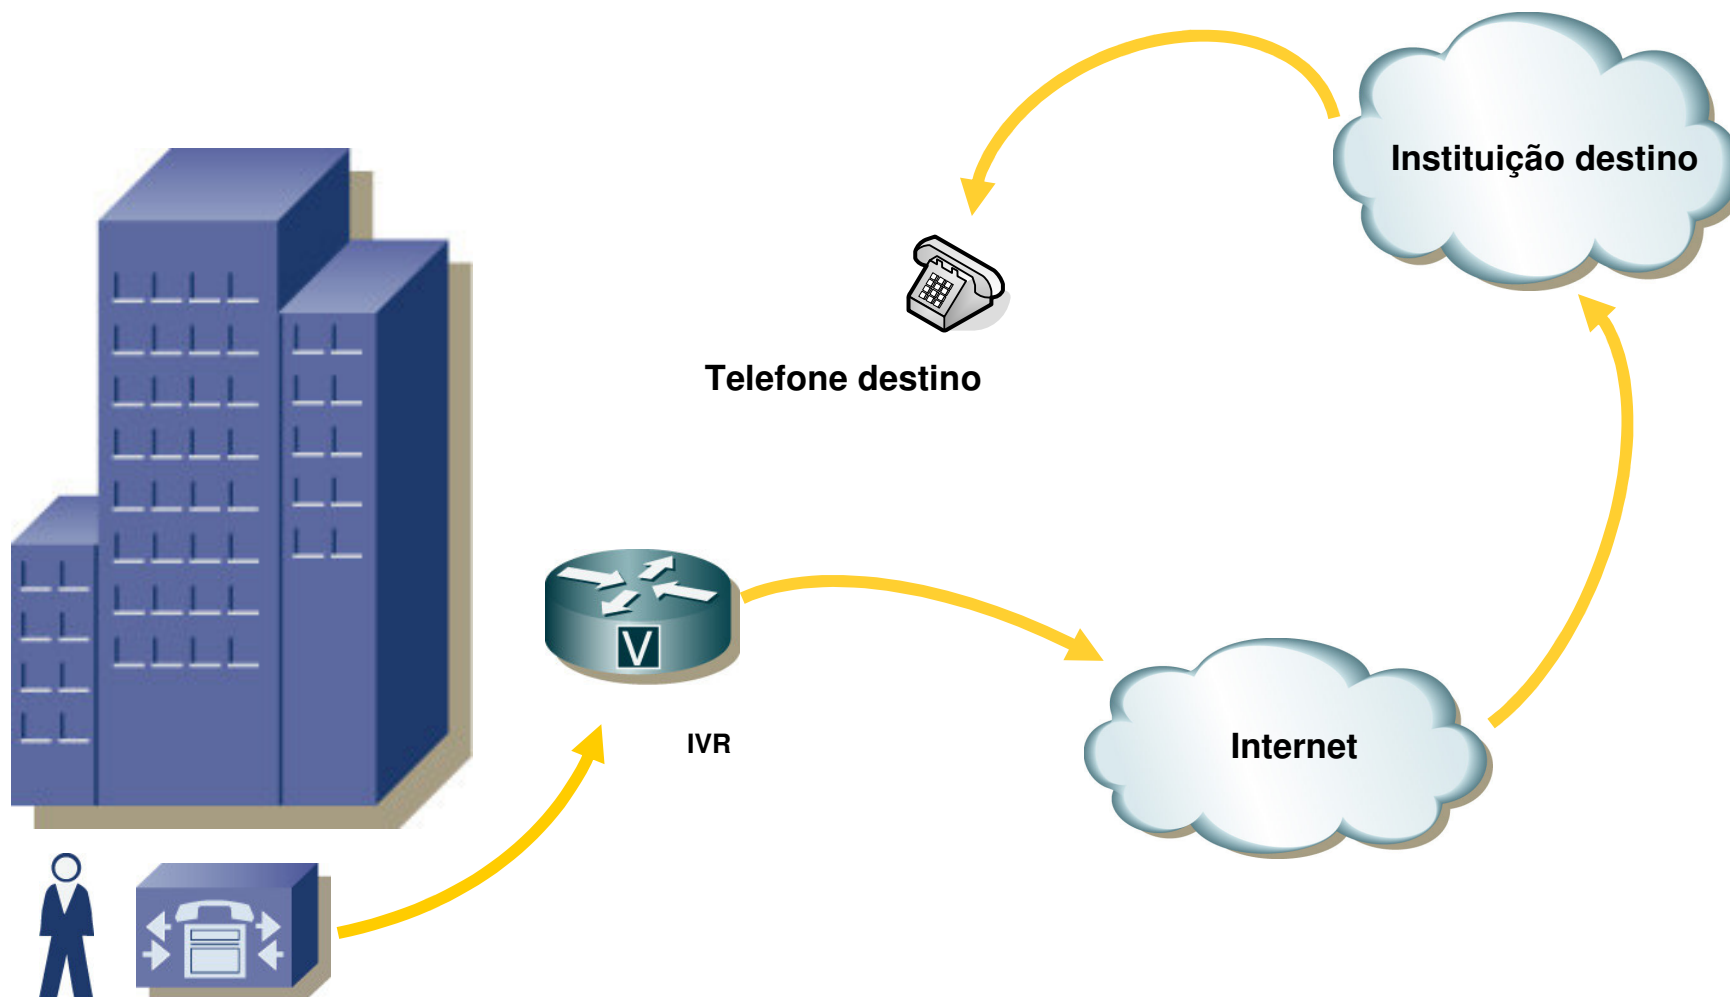 Instituição destino
Telefone destino
V
IVR
Internet